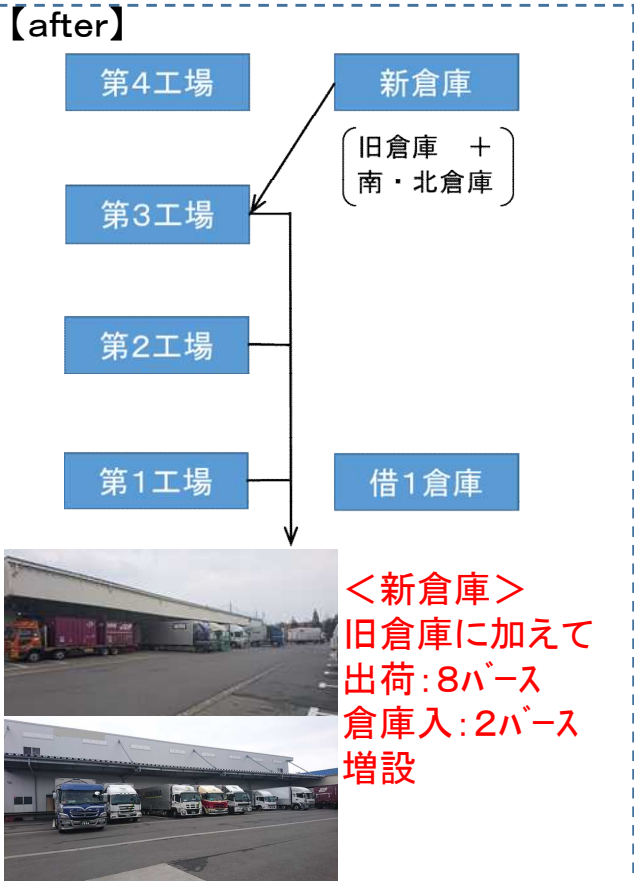 【after】
第4工場
新倉庫
旧倉庫 +
南・北倉庫
第3工場
第2工場
第1工場
借1倉庫
<新倉庫>
旧倉庫に加えて
出荷:8ﾊﾞｰｽ
倉庫入:2ﾊﾞｰｽ
増設